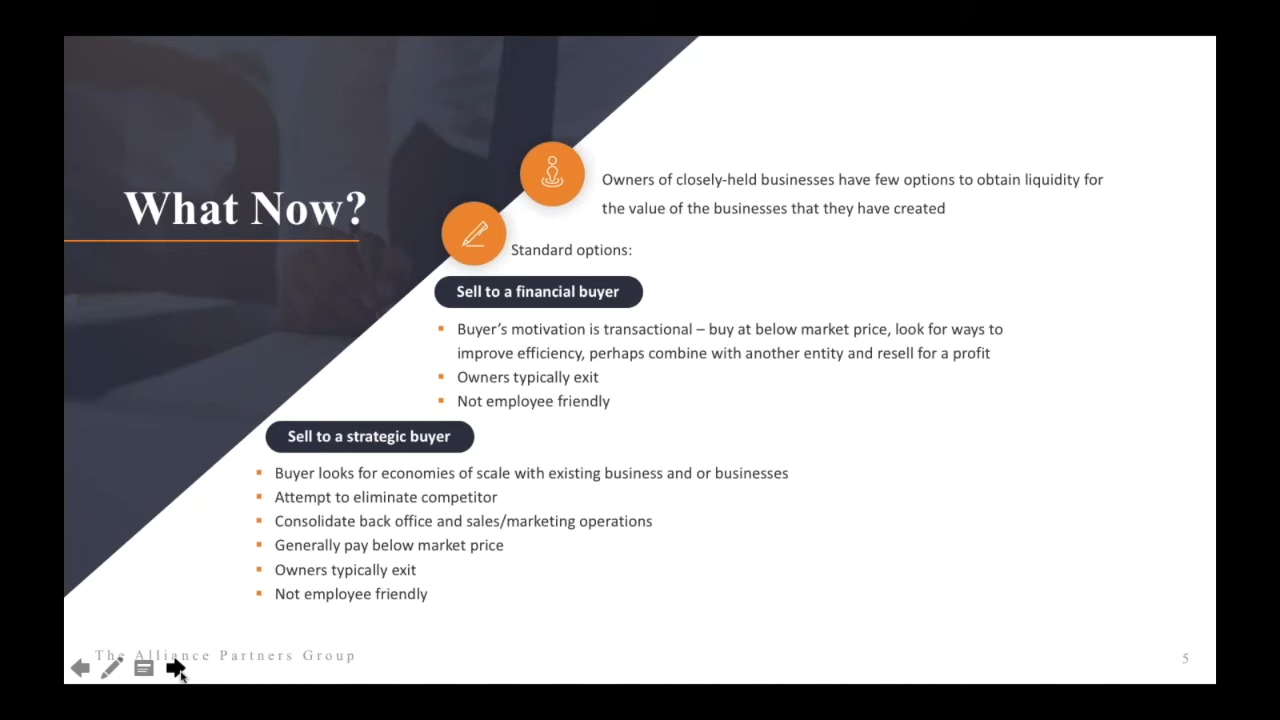 What Now?
Owners of closely-held businesses have few options to obtain liquidity for
the value of the businesses that they have created
Standard options:
Sell to a financial buyer
Buyer’s motivation is transactional – buy at below market price, look for ways to
improve efficiency, perhaps combine with another entity and resell for a profit
Owners typically exit
Not employee friendly
Sell to a strategic buyer
Buyer looks for economies of scale with existing business and or businesses
Attempt to eliminate competitor
Consolidate back office and sales/marketing operations
Generally pay below market price
Owners typically exit
Not employee friendly
The Alliance Partners Group
5